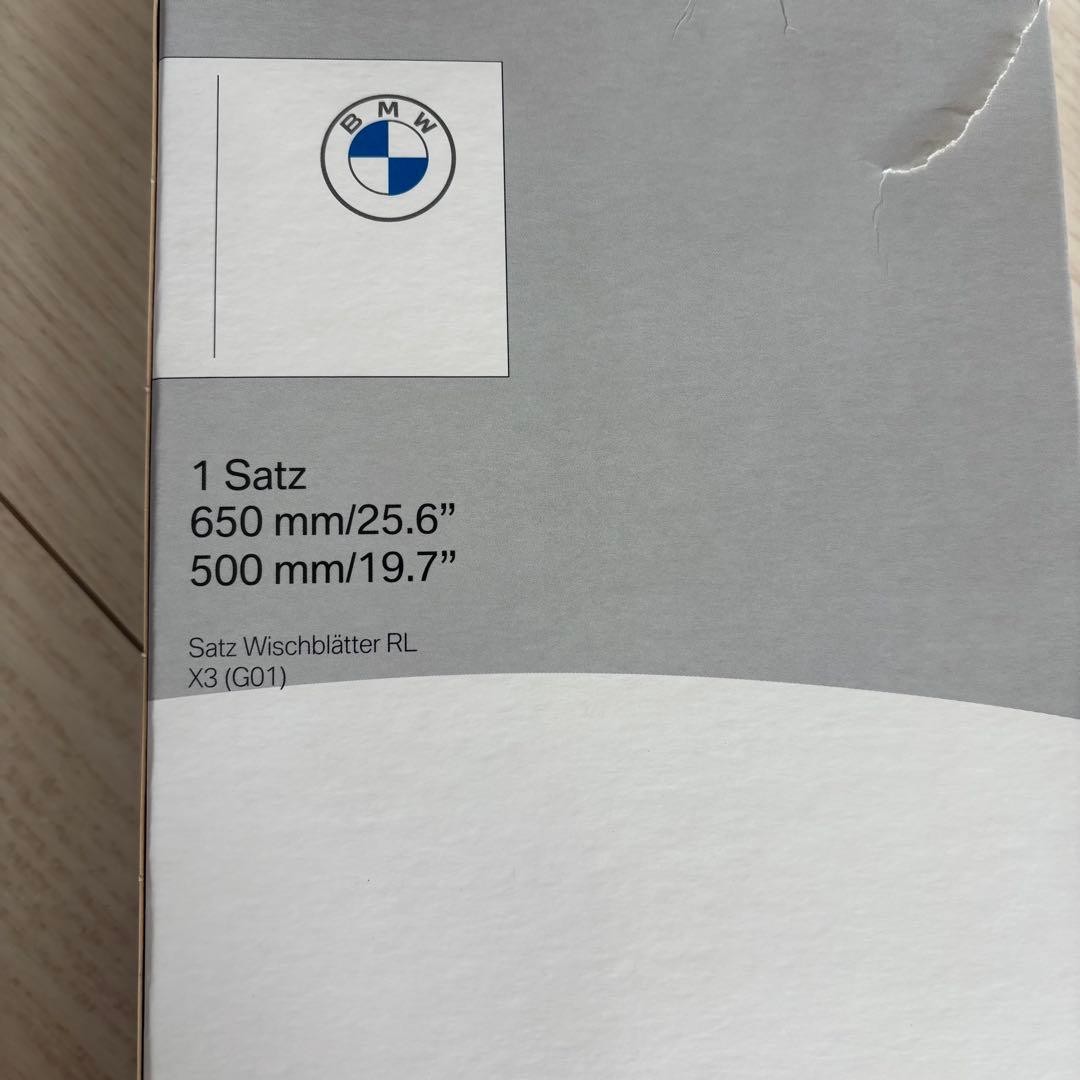 BMW
1 Satz
650 mm/25.6”
500 mm/19.7”
Satz Wischblätter RL
X3 (G01)